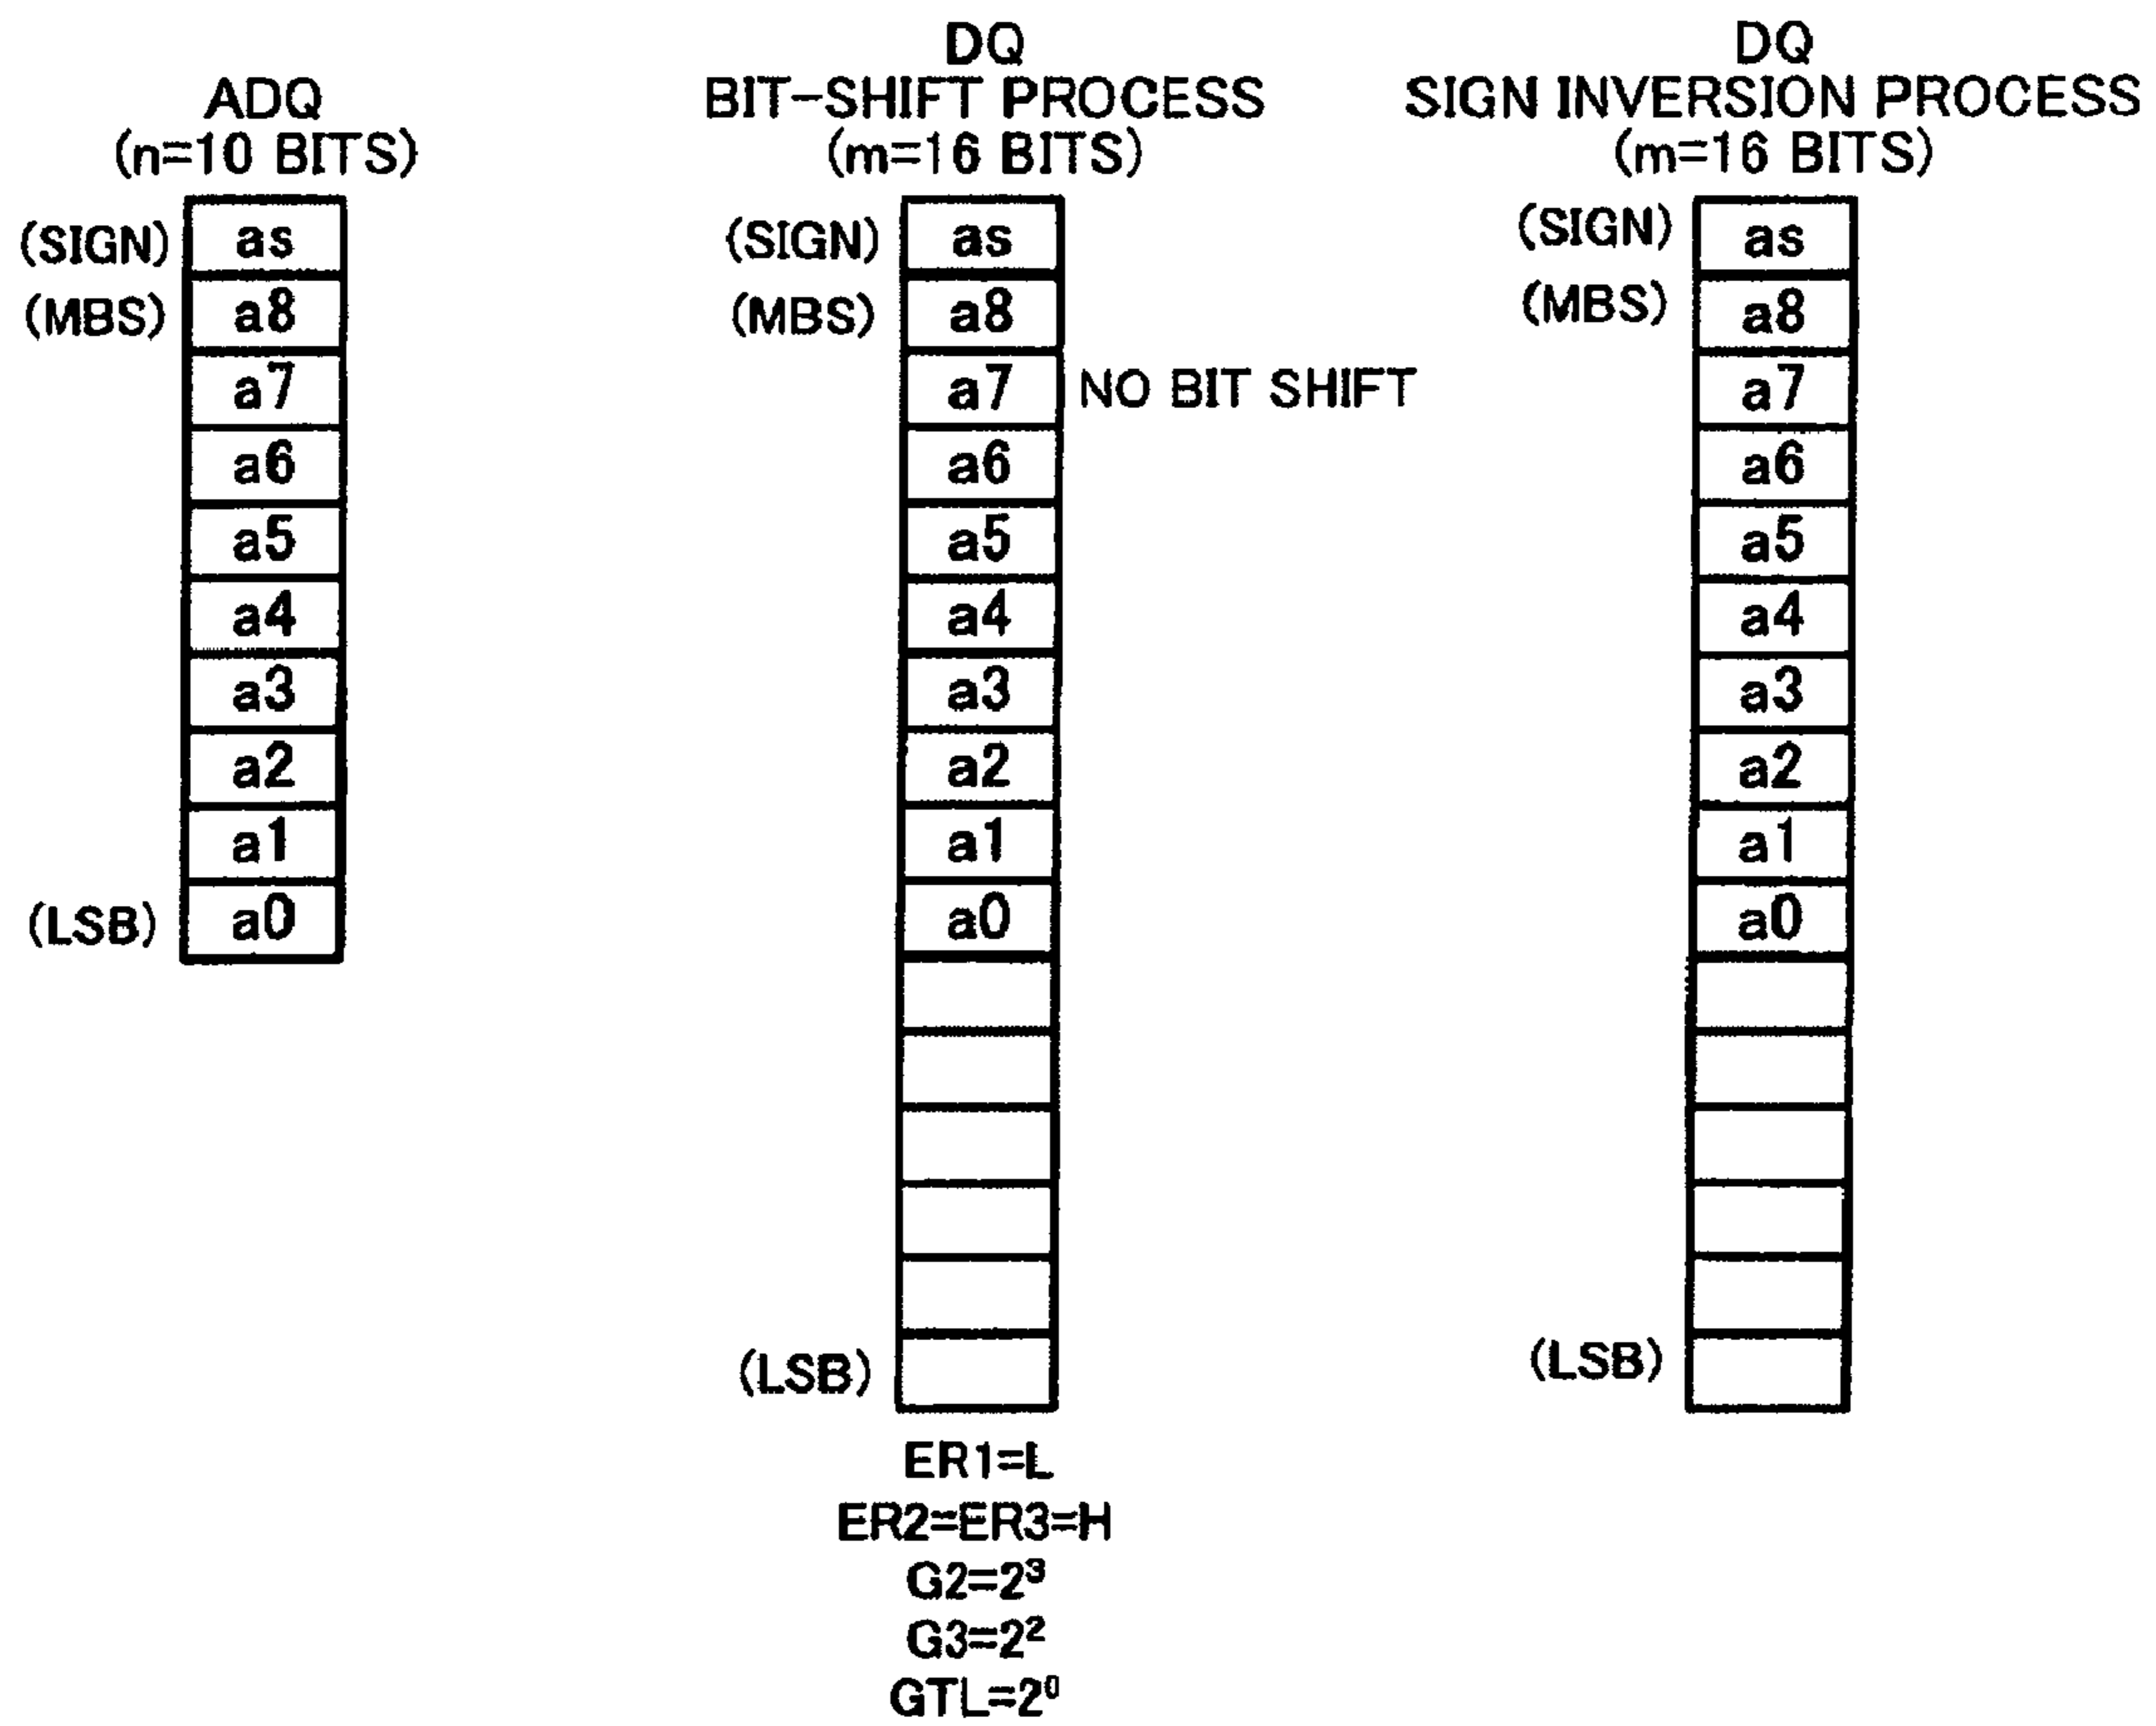 ADQ
(n=10 BITS)
(SIGN) as
(MBS) a8
a7
a6
a5
a4
a3
a2
a1
(LSB) a0
DQ
BIT-SHIFT PROCESS
(m=16 BITS)
(SIGN) as
(MBS) a8
a7 NO BIT SHIFT
a6
a5
a4
a3
a2
a1
a0
(LSB)
ER1=L
ER2=ER3=H
G2=2³
G3=2²
GTL=2⁰
DQ
SIGN INVERSION PROCESS
(m=16 BITS)
(SIGN) as
(MBS) a8
a7
a6
a5
a4
a3
a2
a1
a0
(LSB)